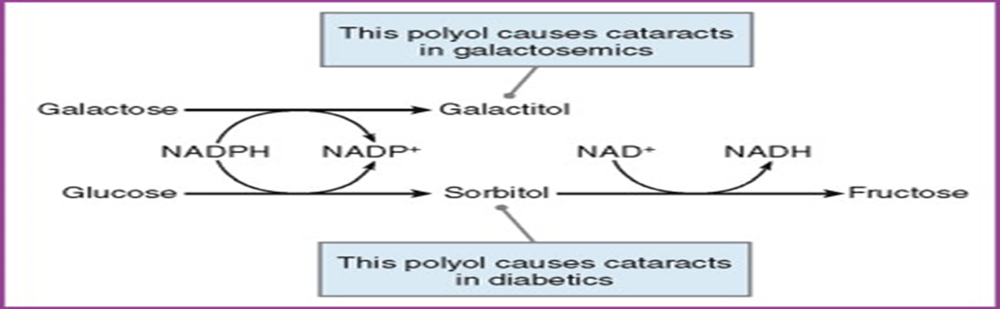 This polyol causes cataracts
in galactosemics
Galactose
Galactitol
NADPH
NADP+
NAD+
NADH
Glucose
Sorbitol
Fructose
This polyol causes cataracts
in diabetics